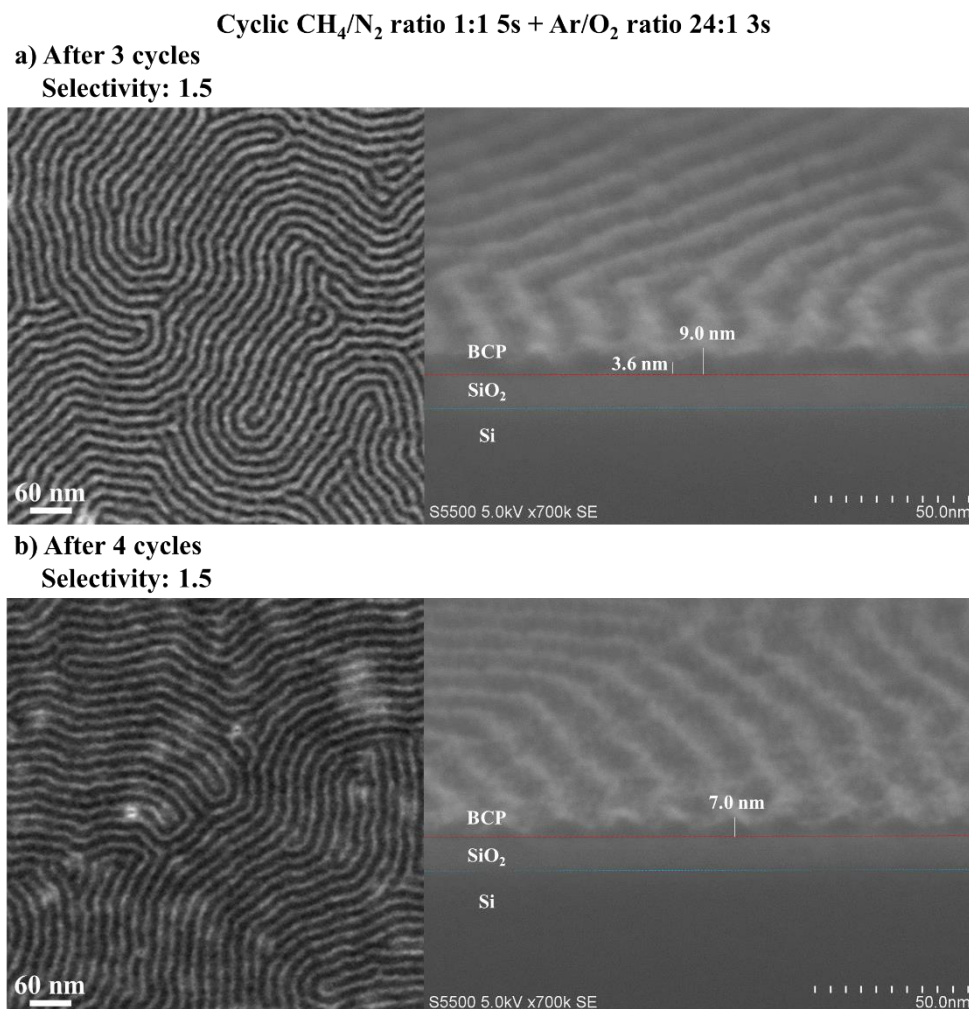 Cyclic CH₄/N₂ ratio 1:1 5s + Ar/O₂ ratio 24:1 3s
a) After 3 cycles
Selectivity: 1.5
9.0 nm
BCP
3.6 nm
SiO₂
Si
60 nm
S5500 5.0kV x700k SE
50.0nm
b) After 4 cycles
Selectivity: 1.5
7.0 nm
BCP
SiO₂
Si
60 nm
S5500 5.0kV x700k SE
50.0nm